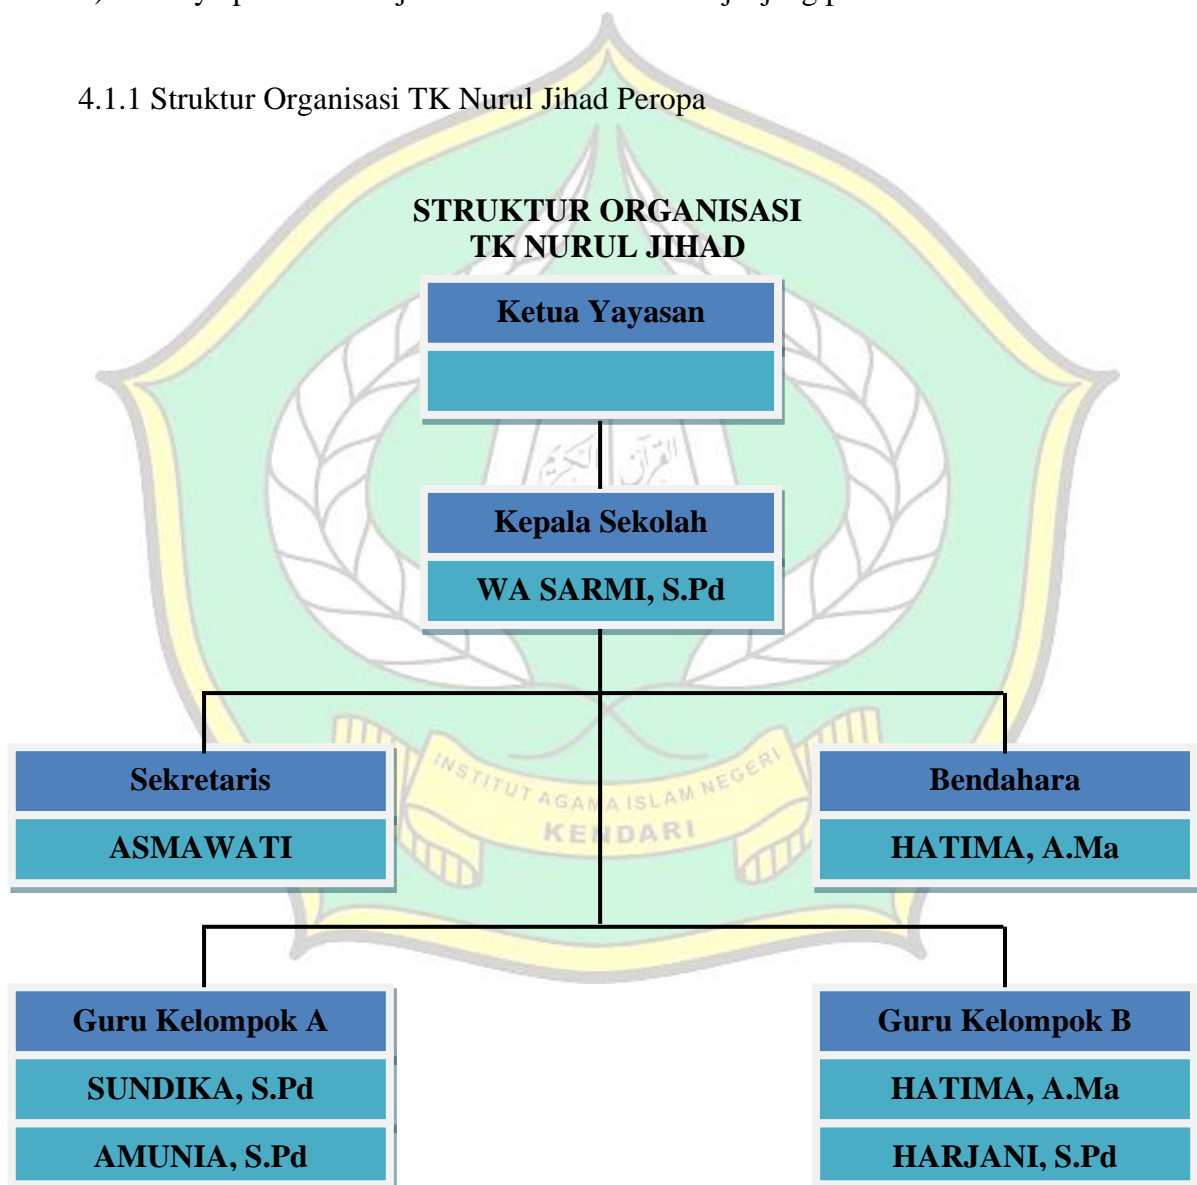 4.1.1 Struktur Organisasi TK Nurul Jihad Peropa
STRUKTUR ORGANISASI
TK NURUL JIHAD
Ketua Yayasan
القرآن الكريم
Kepala Sekolah
WA SARMI, S.Pd
INSTITUT AGAMA ISLAM NEGERI
KENDARI
Sekretaris
ASMAWATI
Bendahara
HATIMA, A.Ma
Guru Kelompok A
SUNDIKA, S.Pd
AMUNIA, S.Pd
Guru Kelompok B
HATIMA, A.Ma
HARJANI, S.Pd